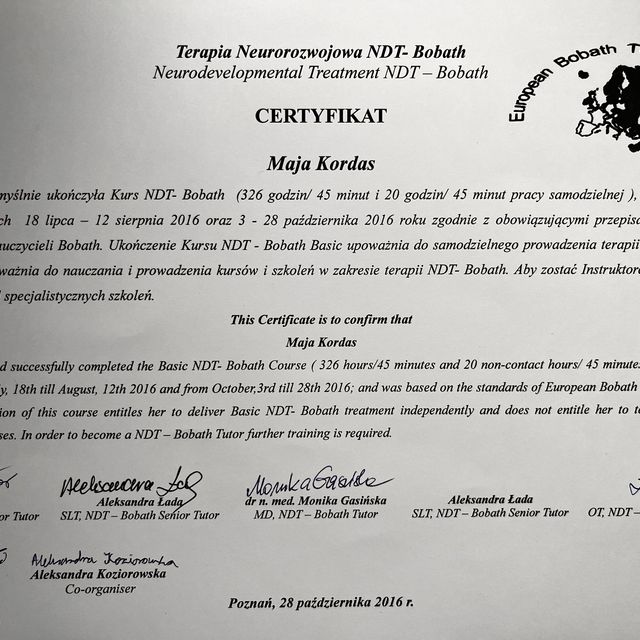 Terapia Neurorozwojowa NDT- Bobath
Neurodevelopmental Treatment NDT – Bobath
European Bobath T
CERTYFIKAT
Maja Kordas
myślnie ukończyła Kurs NDT- Bobath (326 godzin/ 45 minut i 20 godzin/ 45 minut pracy samodzielnej ),
ch 18 lipca – 12 sierpnia 2016 oraz 3 - 28 października 2016 roku zgodnie z obowiązującymi przepisa
auczycieli Bobath. Ukończenie Kursu NDT - Bobath Basic upoważnia do samodzielnego prowadzenia terapii
ważnia do nauczania i prowadzenia kursów i szkoleń w zakresie terapii NDT- Bobath. Aby zostać Instruktore
specjalistycznych szkoleń.
This Certificate is to confirm that
Maja Kordas
d successfully completed the Basic NDT- Bobath Course ( 326 hours/45 minutes and 20 non-contact hours/ 45 minutes
y, 18th till August, 12th 2016 and from October,3rd till 28th 2016; and was based on the standards of European Bobath
ion of this course entitles her to deliver Basic NDT- Bobath treatment independently and does not entitle her to t
ses. In order to become a NDT – Bobath Tutor further training is required.
Aleksandra Monika Gasińska
Aleksandra Łada dr n. med. Monika Gasińska Aleksandra Łada
or Tutor SLT, NDT – Bobath Senior Tutor MD, NDT – Bobath Tutor SLT, NDT – Bobath Senior Tutor OT, NDT –
Aleksandra Koziorowska
Aleksandra Koziorowska
Co-organiser
Poznań, 28 października 2016 r.